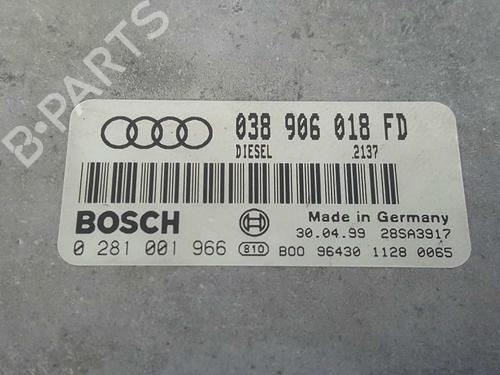 B-PARTS
038 906 018 FD
DIESEL .2137
BOSCH
Made in Germany
30.04.99 28SA3917
0 281 001 966 810 B00 96430 1128 0065